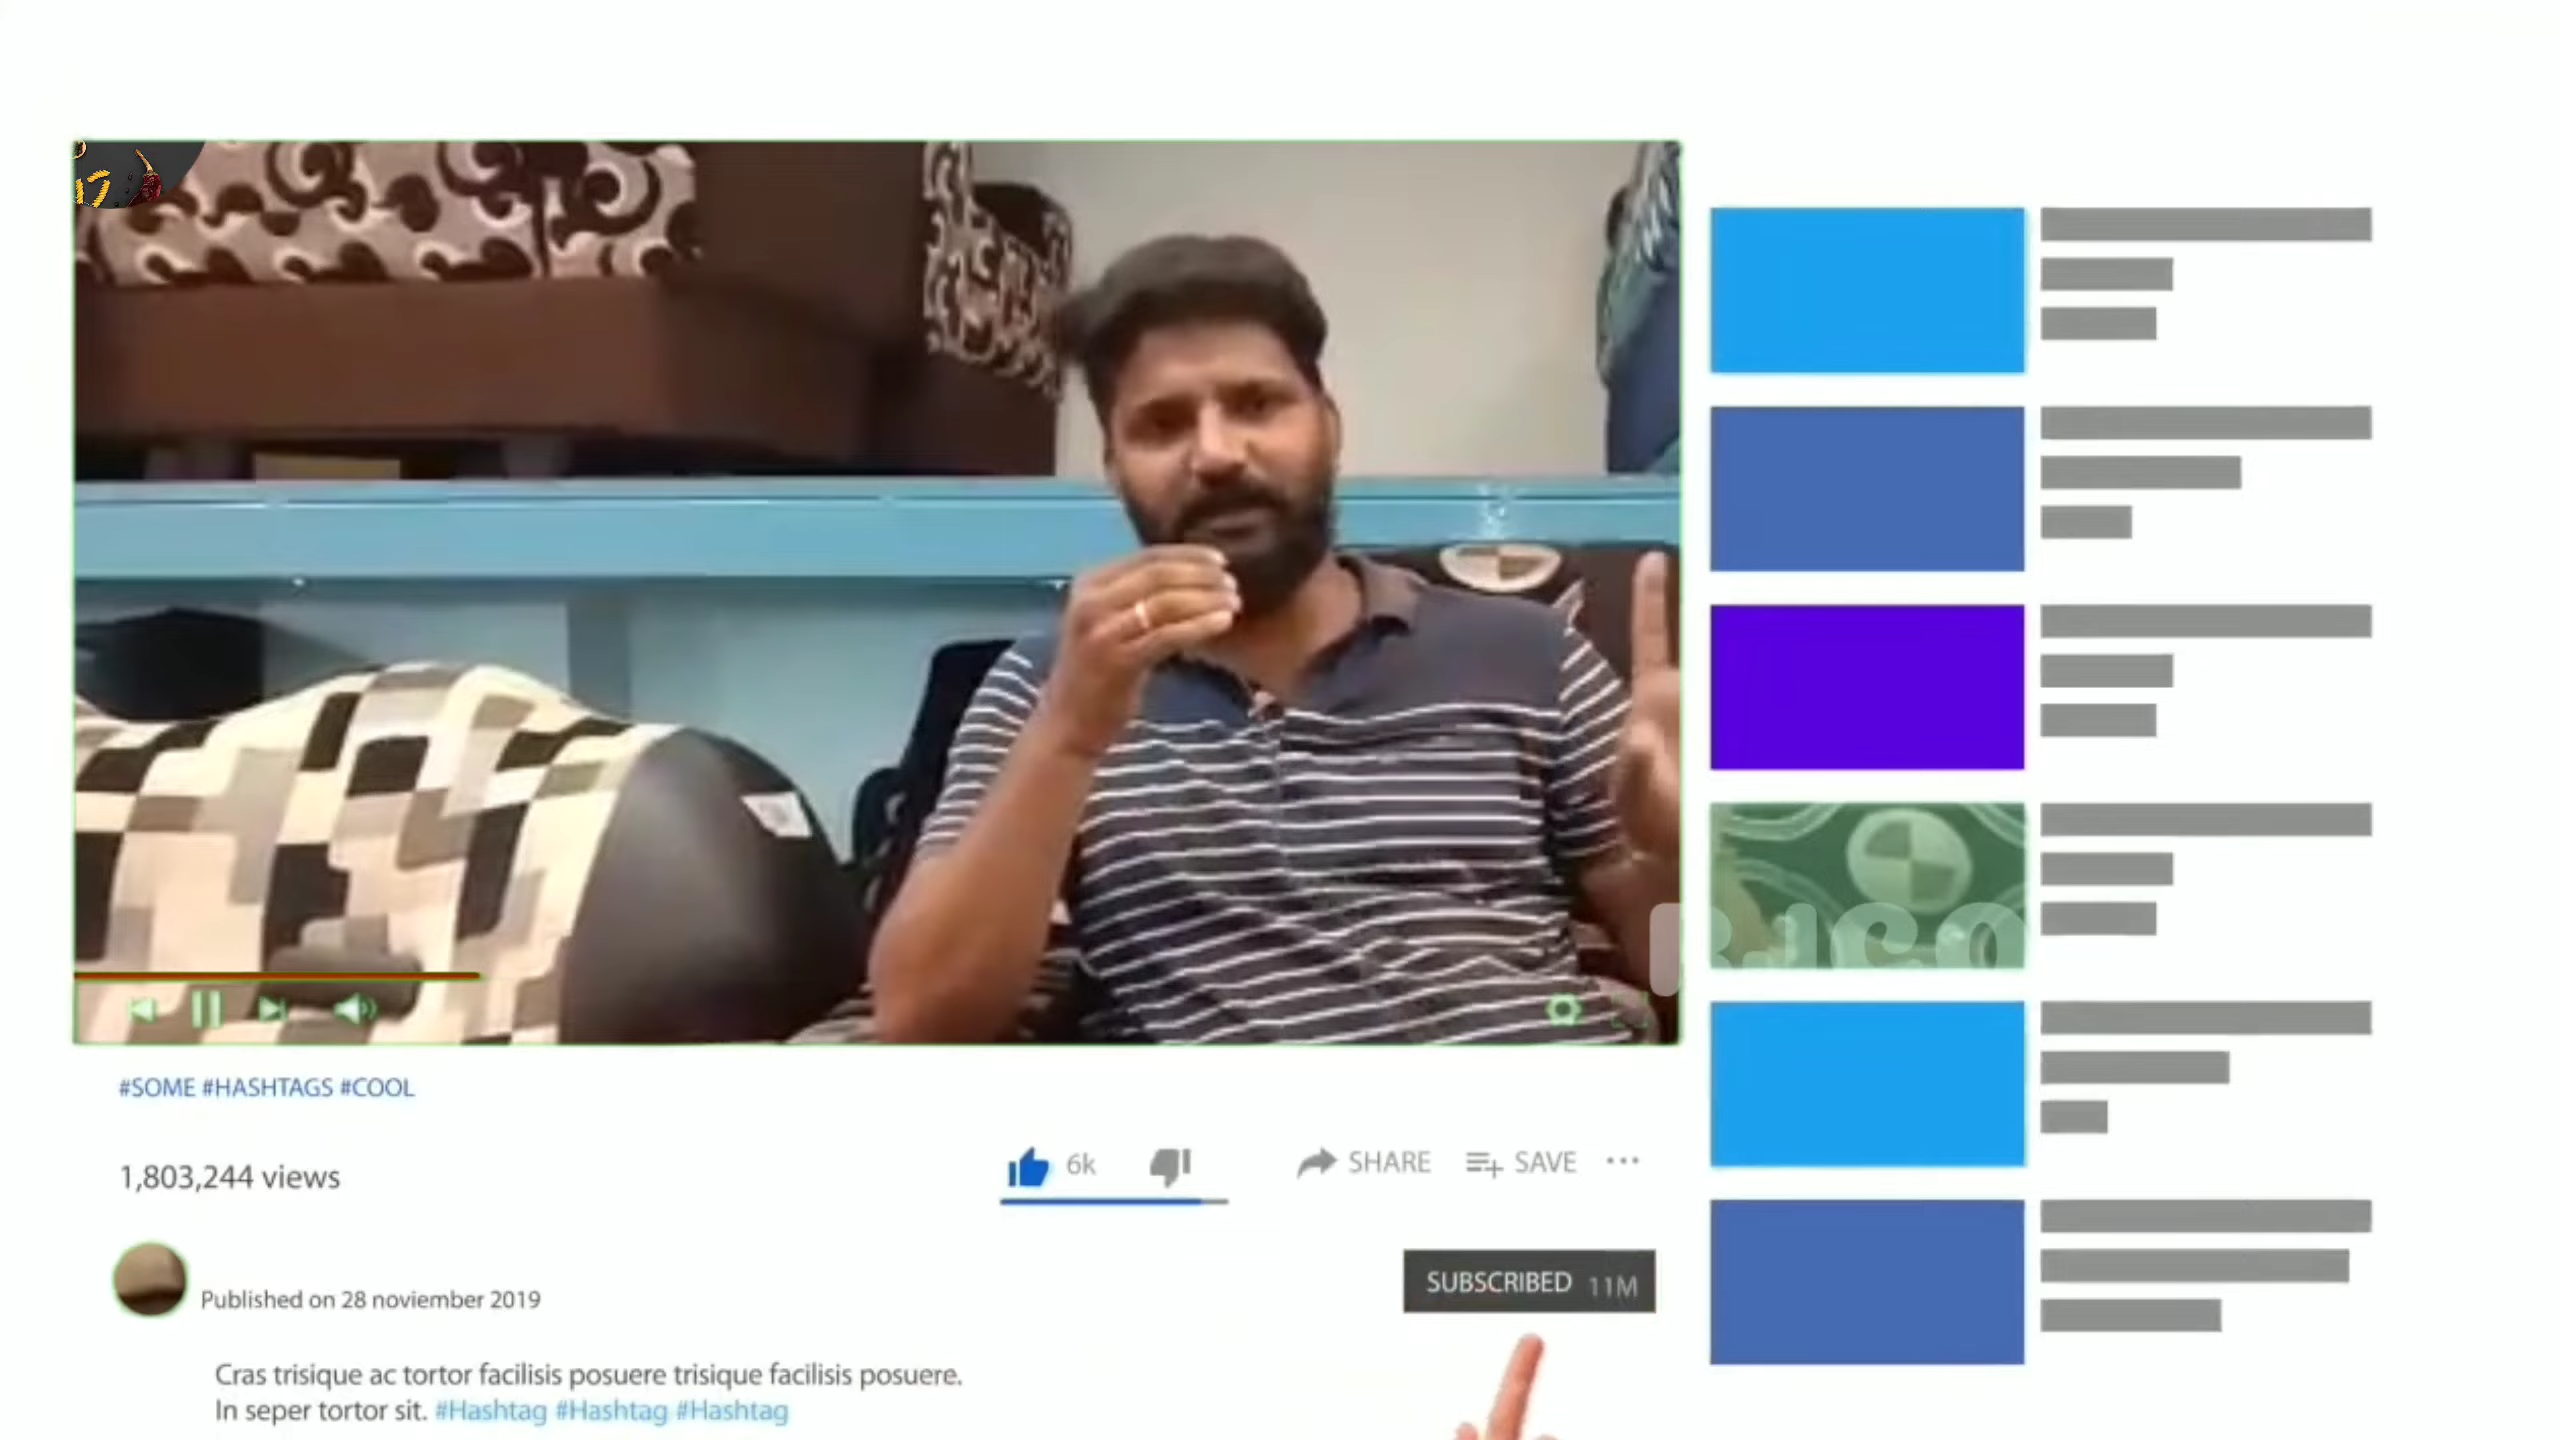 17
#SOME #HASHTAGS #COOL
1,803,244 views
6k
SHARE
SAVE
SUBSCRIBED 11M
Published on 28 noviember 2019
Cras trisique ac tortor facilisis posuere trisique facilisis posuere.
In seper tortor sit. #Hashtag #Hashtag #Hashtag